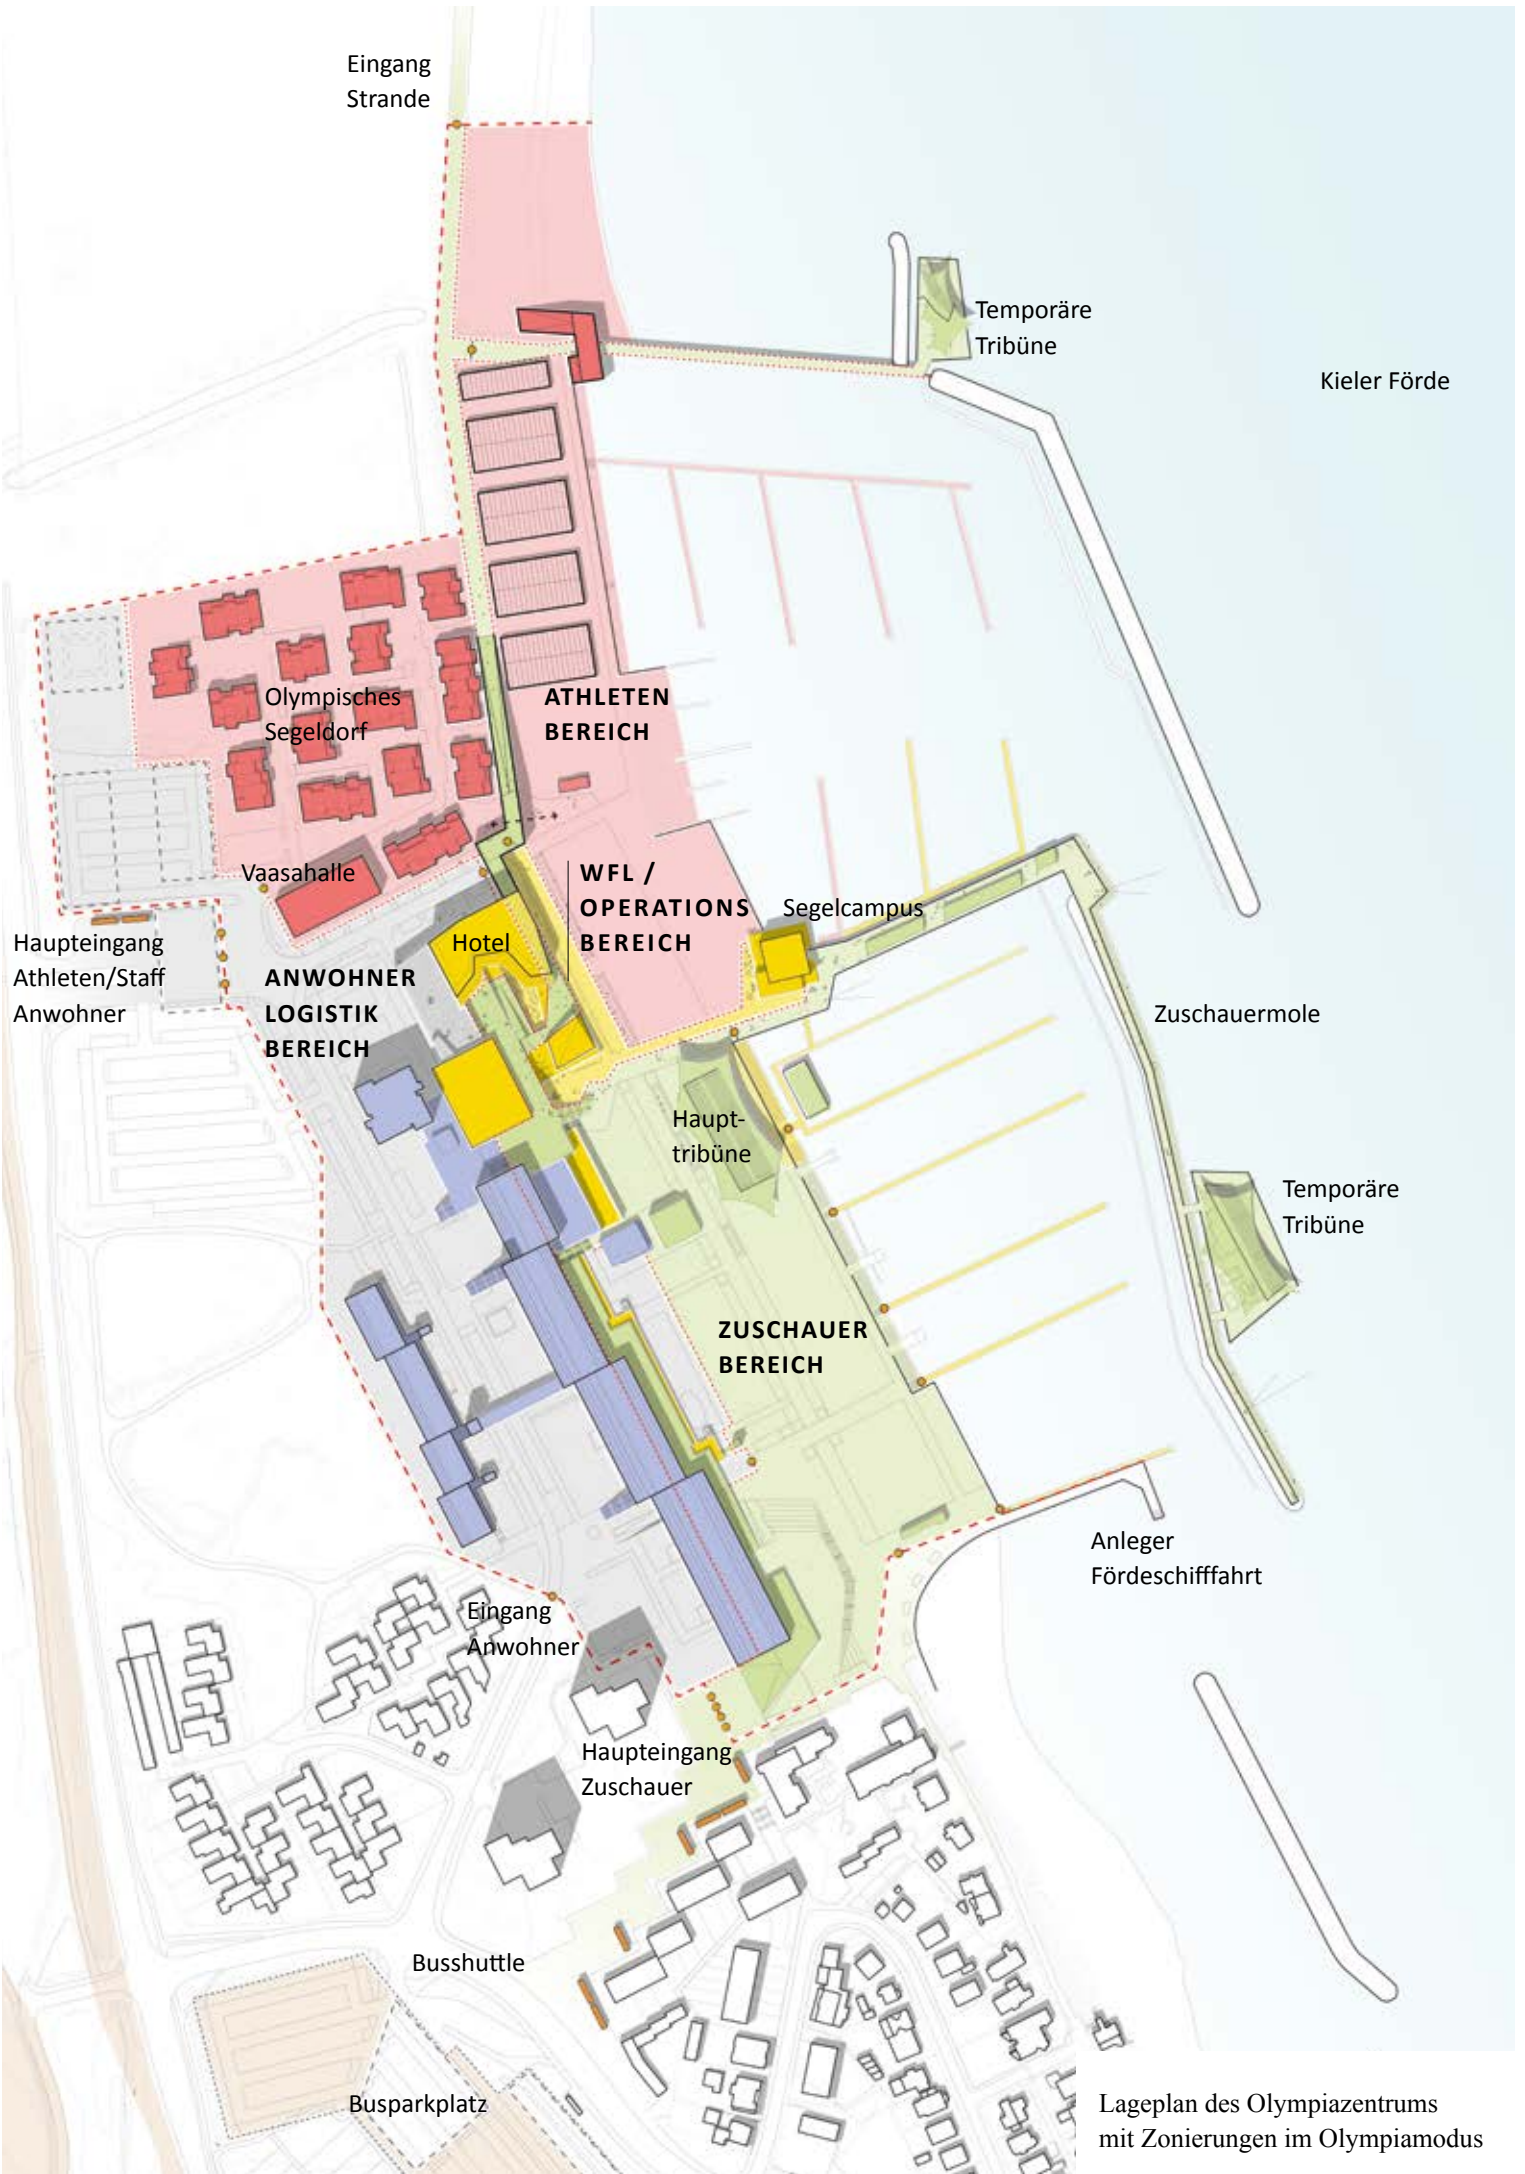 Eingang
Strande
Temporäre
Tribüne
Kieler Förde
Olympisches
Segeldorf
ATHLETEN
BEREICH
Vaasahalle
WFL /
OPERATIONS
BEREICH
Segelcampus
Haupteingang
Athleten/Staff
Anwohner
Hotel
ANWOHNER
LOGISTIK
BEREICH
Zuschauermole
Haupt-
tribüne
Temporäre
Tribüne
ZUSCHAUER
BEREICH
Anleger
Fördeschifffahrt
Eingang
Anwohner
Haupteingang
Zuschauer
Busshuttle
Busparkplatz
Lageplan des Olympiazentrums
mit Zonierungen im Olympiamodus